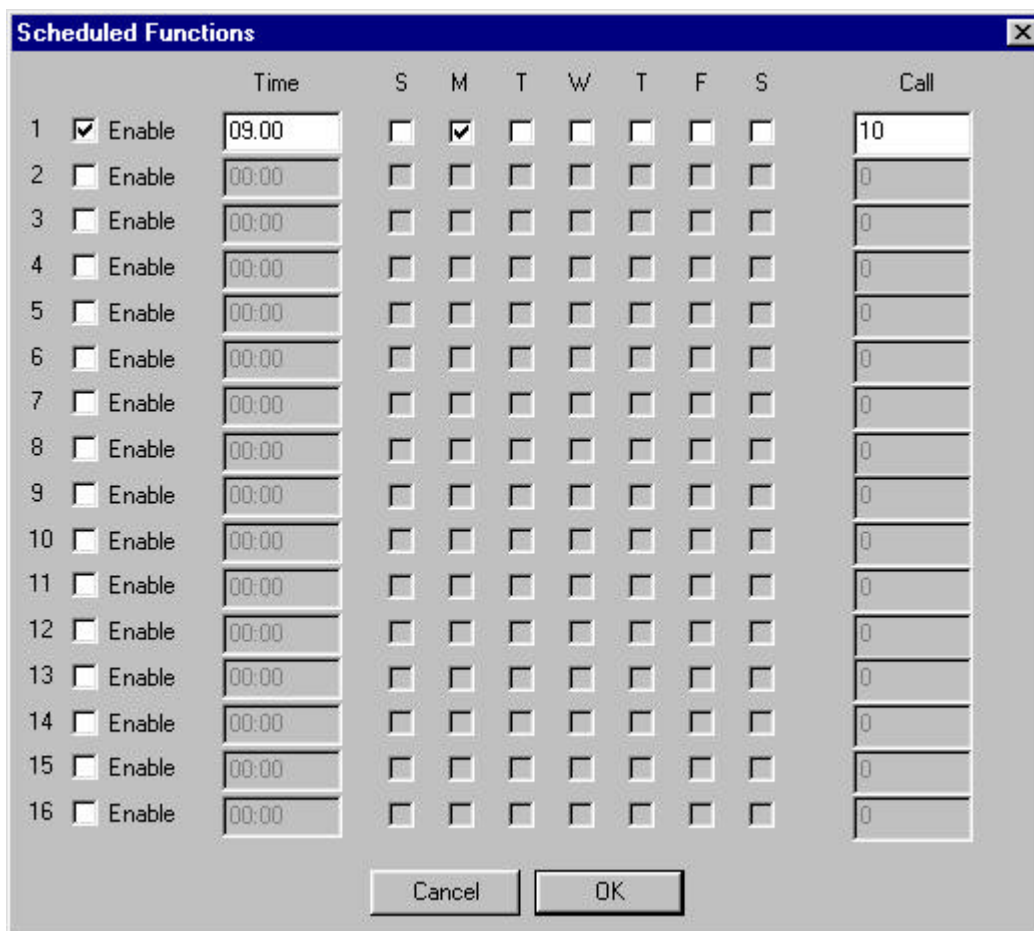 Scheduled Functions
Time S M T W T F S Call
1 Enable 09.00 10
2 Enable 00:00 0
3 Enable 00:00 0
4 Enable 00:00 0
5 Enable 00:00 0
6 Enable 00:00 0
7 Enable 00:00 0
8 Enable 00:00 0
9 Enable 00:00 0
10 Enable 00:00 0
11 Enable 00:00 0
12 Enable 00:00 0
13 Enable 00:00 0
14 Enable 00:00 0
15 Enable 00:00 0
16 Enable 00:00 0
Cancel OK